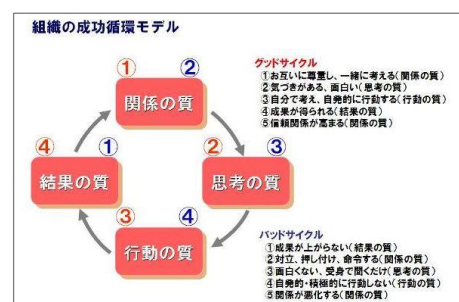 組織の成功循環モデル
① ②
関係の質
④ ①
結果の質
② ③
思考の質
③ ④
行動の質
グッドサイクル
①お互いに尊重し、一緒に考える(関係の質)
②気づきがある、面白い(思考の質)
③自分で考え、自発的に行動する(行動の質)
④成果が得られる(結果の質)
⑤信頼関係が高まる(関係の質)
バッドサイクル
①成果が上がらない(結果の質)
②対立、押し付け、命令する(関係の質)
③面白くない、受身で聞くだけ(思考の質)
④自発的・積極的に行動しない(行動の質)
⑤関係が悪化する(関係の質)